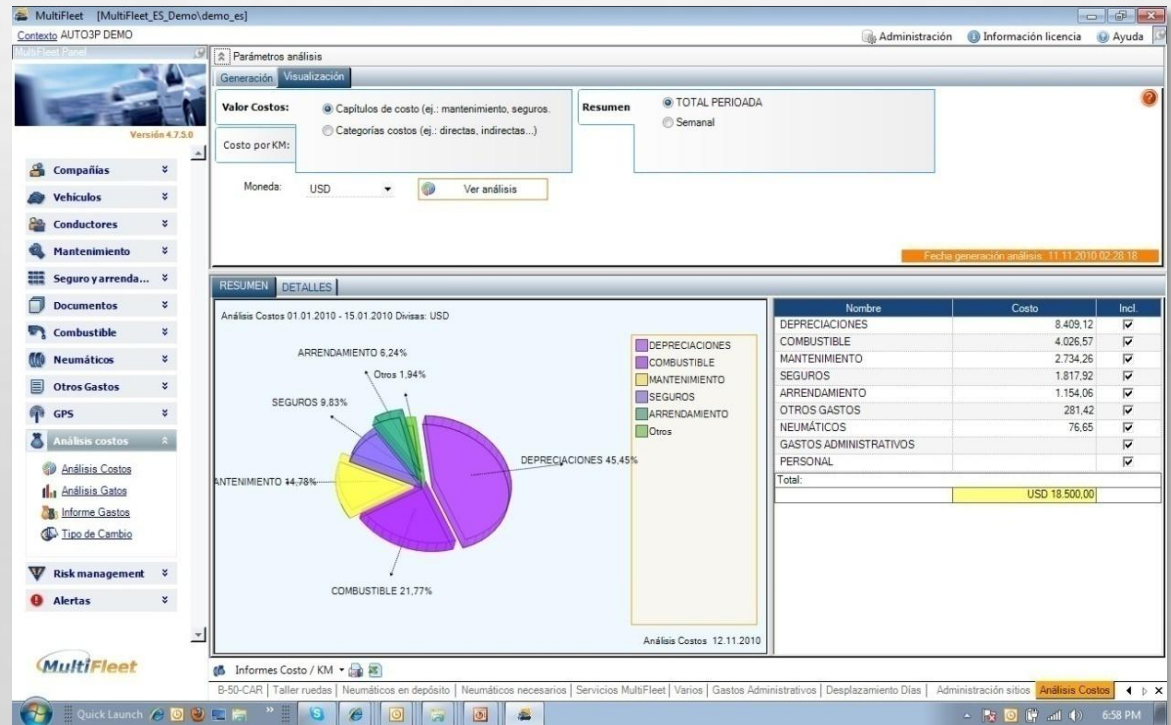 MultiFleet [MultiFleet_ES_Demo\demo_es]
Contexto AUTO3P DEMO
Administración Información licencia Ayuda
MultiFleet Panel
Versión 4.7.5.0
Compañías
Vehículos
Conductores
Mantenimiento
Seguro y arrenda...
Documentos
Combustible
Neumáticos
Otros Gastos
GPS
Análisis costos
Análisis Costos
Análisis Gatos
Informe Gastos
Tipo de Cambio
Risk management
Alertas
MultiFleet
Parámetros análisis
Generación Visualización
Valor Costos:
Costo por KM:
Capítulos de costo (ej.: mantenimiento, seguros.
Categorías costos (ej.: directas, indirectas...)
Resumen
TOTAL PERIOADA
Semanal
Moneda: USD Ver análisis
Fecha generación análisis 11.11.2010 02:28:18
RESUMEN DETALLES
Análisis Costos 01.01.2010 - 15.01.2010 Divisas: USD
ARRENDAMIENTO 6,24%
Otros 1,94%
SEGUROS 9,83%
DEPRECIACIONES 45,45%
ANTENIMIENTO 14,78%
COMBUSTIBLE 21,77%
DEPRECIACIONES
COMBUSTIBLE
MANTENIMIENTO
SEGUROS
ARRENDAMIENTO
Otros
Análisis Costos 12.11.2010
Nombre Costo Incl.
DEPRECIACIONES 8.409,12
COMBUSTIBLE 4.026,57
MANTENIMIENTO 2.734,26
SEGUROS 1.817,92
ARRENDAMIENTO 1.154,06
OTROS GASTOS 281,42
NEUMÁTICOS 76,65
GASTOS ADMINISTRATIVOS
PERSONAL
Total:
USD 18.500,00
Informes Costo / KM
B-50-CAR | Taller ruedas | Neumáticos en depósito | Neumáticos necesarios | Servicios MultiFleet | Varios | Gastos Administrativos | Desplazamiento Días | Administración sitios | Análisis Costos
Quick Launch » 6:58 PM